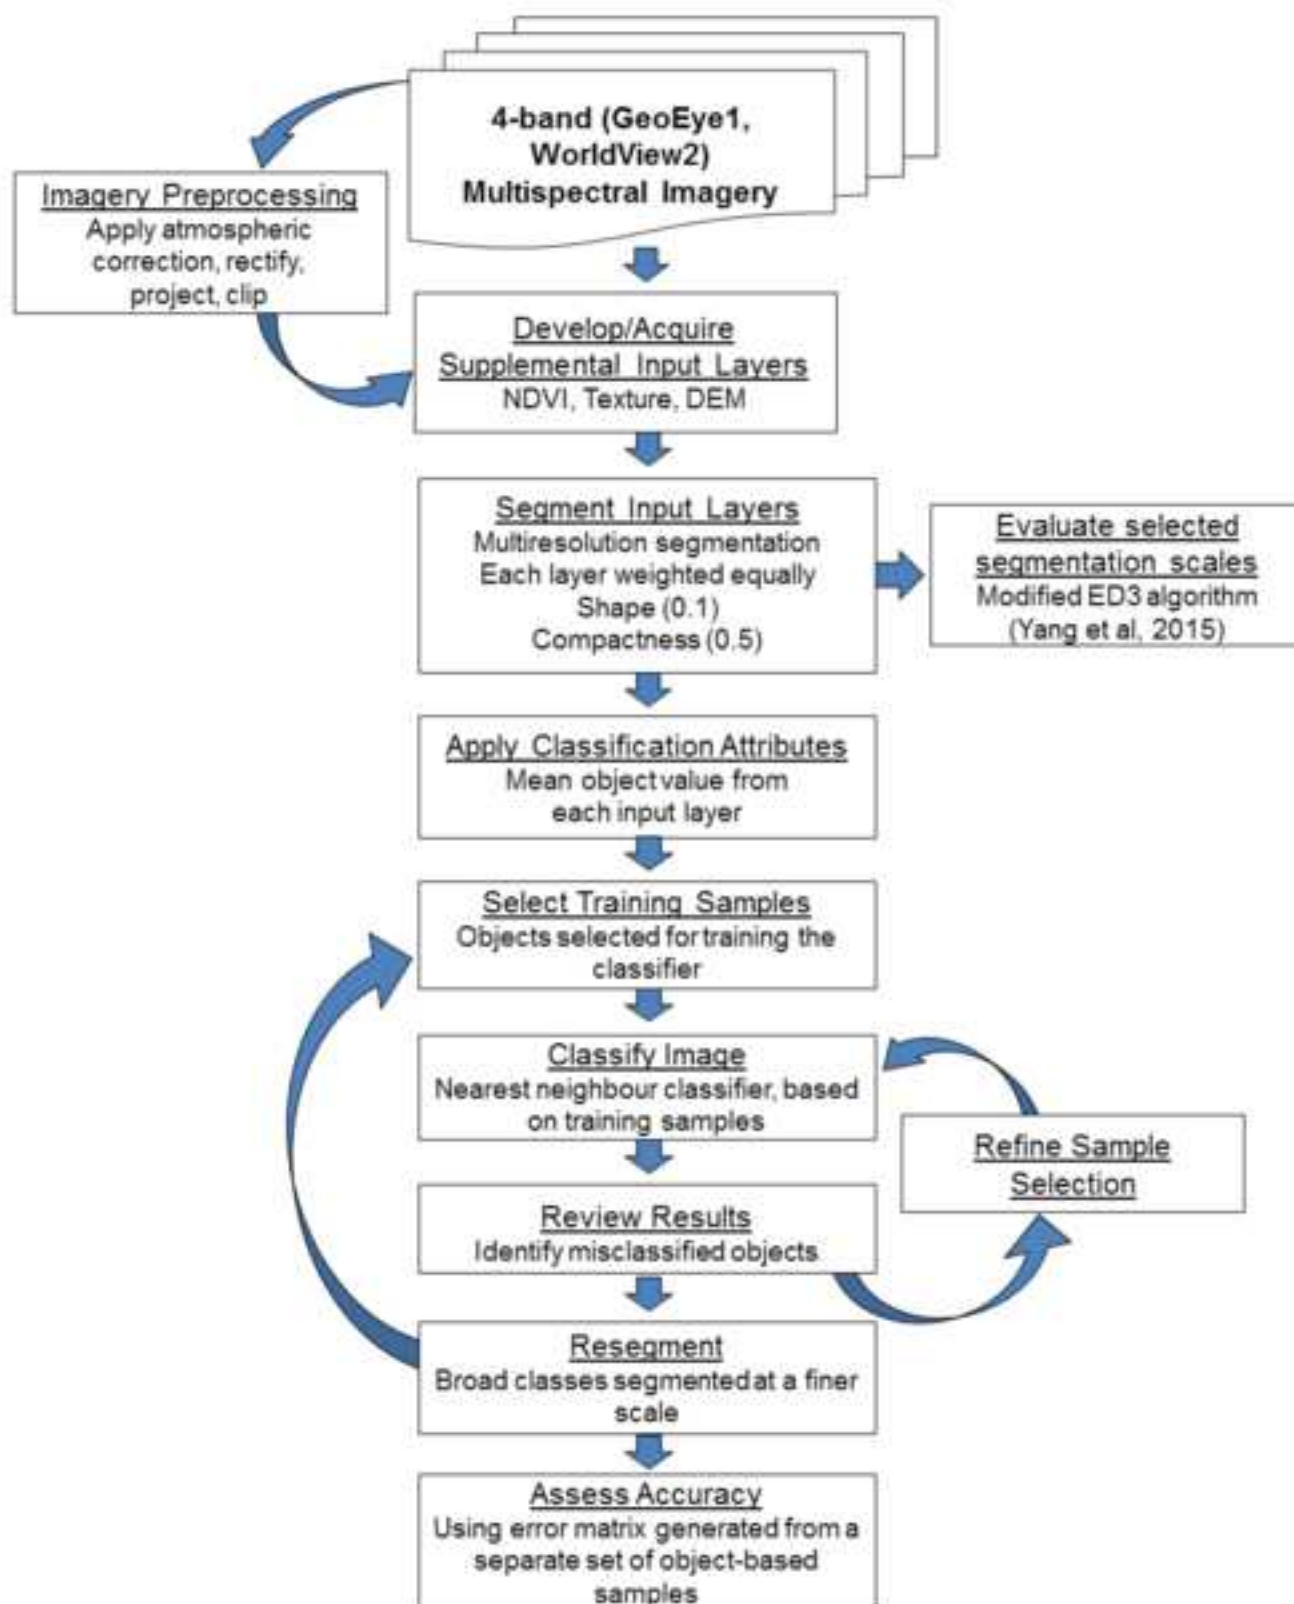 4-band (GeoEye1,
WorldView2)
Multispectral Imagery
Imagery Preprocessing
Apply atmospheric
correction, rectify,
project, clip
Develop/Acquire
Supplemental Input Layers
NDVI, Texture, DEM
Segment Input Layers
Multiresolution segmentation
Each layer weighted equally
Shape (0.1)
Compactness (0.5)
Evaluate selected
segmentation scales
Modified ED3 algorithm
(Yang et al, 2015)
Apply Classification Attributes
Mean object value from
each input layer
Select Training Samples
Objects selected for training the
classifier
Classify Image
Nearest neighbour classifier, based
on training samples
Refine Sample
Selection
Review Results
Identify misclassified objects
Resegment
Broad classes segmented at a finer
scale
Assess Accuracy
Using error matrix generated from a
separate set of object-based
samples